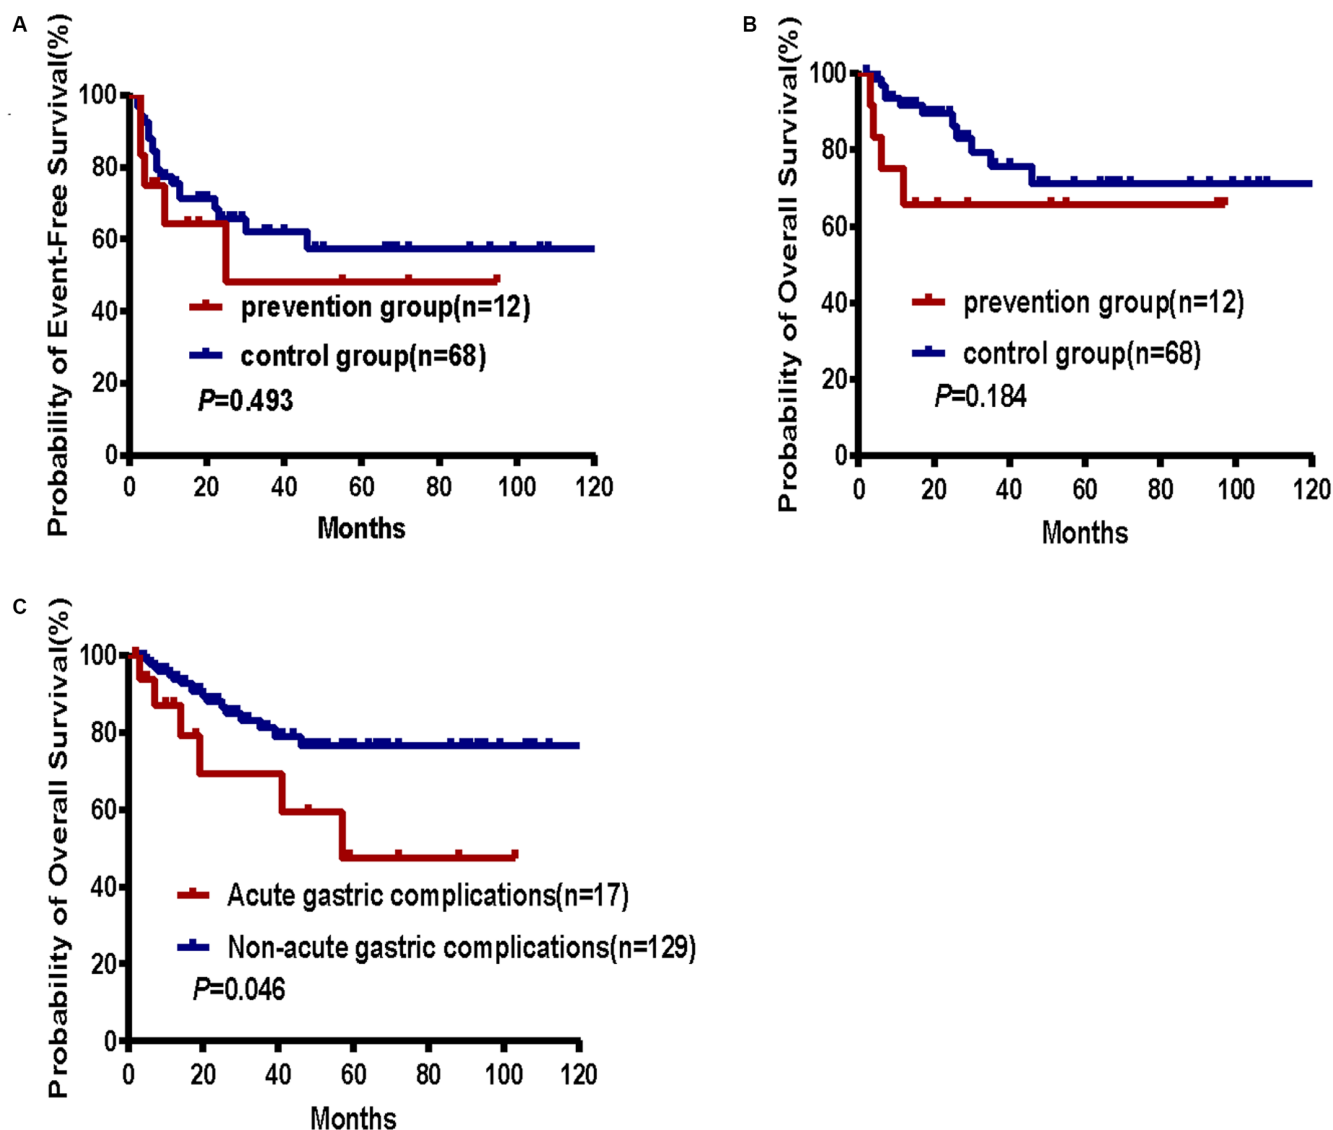 A
Probability of Event-Free Survival(%)
100
80
60
40
20
0
prevention group(n=12)
control group(n=68)
P=0.493
0 20 40 60 80 100 120
Months
B
Probability of Overall Survival(%)
100
80
60
40
20
0
prevention group(n=12)
control group(n=68)
P=0.184
0 20 40 60 80 100 120
Months
C
Probability of Overall Survival(%)
100
80
60
40
20
0
Acute gastric complications(n=17)
Non-acute gastric complications(n=129)
P=0.046
0 20 40 60 80 100 120
Months